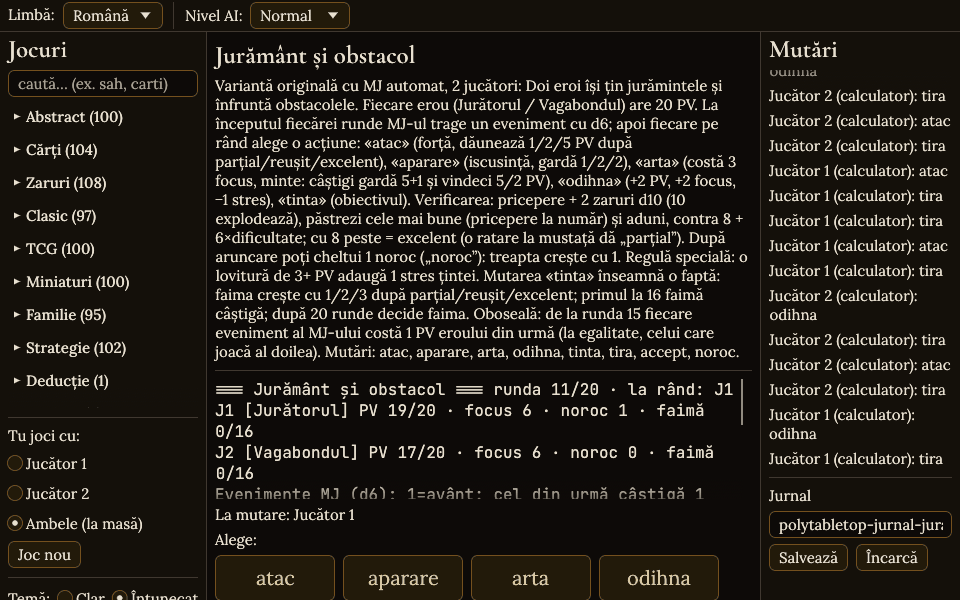 Limbă: Română ▼ Nivel AI: Normal ▼
Jocuri
caută... (ex. sah, carti)
▸ Abstract (100)
▸ Cărți (104)
▸ Zaruri (108)
▸ Clasic (97)
▸ TCG (100)
▸ Miniaturi (100)
▸ Familie (95)
▸ Strategie (102)
▸ Deducție (1)
Tu joci cu:
Jucător 1
Jucător 2
Ambele (la masă)
Joc nou
Temă: Clar Întunecat
Jurământ și obstacol
Variantă originală cu MJ automat, 2 jucători: Doi eroi își țin jurămintele și
înfruntă obstacolele. Fiecare erou (Jurătorul / Vagabondul) are 20 PV. La
începutul fiecărei runde MJ-ul trage un eveniment cu d6; apoi fiecare pe
rând alege o acțiune: «atac» (forță, dăunează 1/2/5 PV după
parțial/reușit/excelent), «aparare» (iscusință, gardă 1/2/2), «arta» (costă 3
focus, minte: câștigi gardă 5+1 și vindeci 5/2 PV), «odihna» (+2 PV, +2 focus,
−1 stres), «tinta» (obiectivul). Verificarea: pricepere + 2 zaruri d10 (10
explodează), păstrezi cele mai bune (pricepere la număr) și aduni, contra 8 +
6×dificultate; cu 8 peste = excelent (o ratare la mustață dă „parțial”). După
aruncare poți cheltui 1 noroc („noroc”): treapta crește cu 1. Regulă specială: o
lovitură de 3+ PV adaugă 1 stres țintei. Mutarea «tinta» înseamnă o faptă:
faima crește cu 1/2/3 după parțial/reușit/excelent; primul la 16 faimă
câștigă; după 20 runde decide faima. Oboseală: de la runda 15 fiecare
eveniment al MJ-ului costă 1 PV eroului din urmă (la egalitate, celui care
joacă al doilea). Mutări: atac, aparare, arta, odihna, tinta, tira, accept, noroc.
═══ Jurământ și obstacol ═══ runda 11/20 · la rând: J1
J1 [Jurătorul] PV 19/20 · focus 6 · noroc 1 · faimă
0/16
J2 [Vagabondul] PV 17/20 · focus 6 · noroc 0 · faimă
0/16
Evenimente MJ (d6): 1=avânt: cel din urmă câștigă 1
La mutare: Jucător 1
Alege:
atac aparare arta odihna
Mutări
odihna
Jucător 2 (calculator): tira
Jucător 2 (calculator): atac
Jucător 2 (calculator): tira
Jucător 1 (calculator): atac
Jucător 1 (calculator): tira
Jucător 1 (calculator): tira
Jucător 1 (calculator): atac
Jucător 1 (calculator): tira
Jucător 2 (calculator):
odihna
Jucător 2 (calculator): tira
Jucător 2 (calculator): atac
Jucător 2 (calculator): tira
Jucător 1 (calculator):
odihna
Jucător 1 (calculator): tira
Jurnal
polytabletop-jurnal-jură
Salvează Încarcă